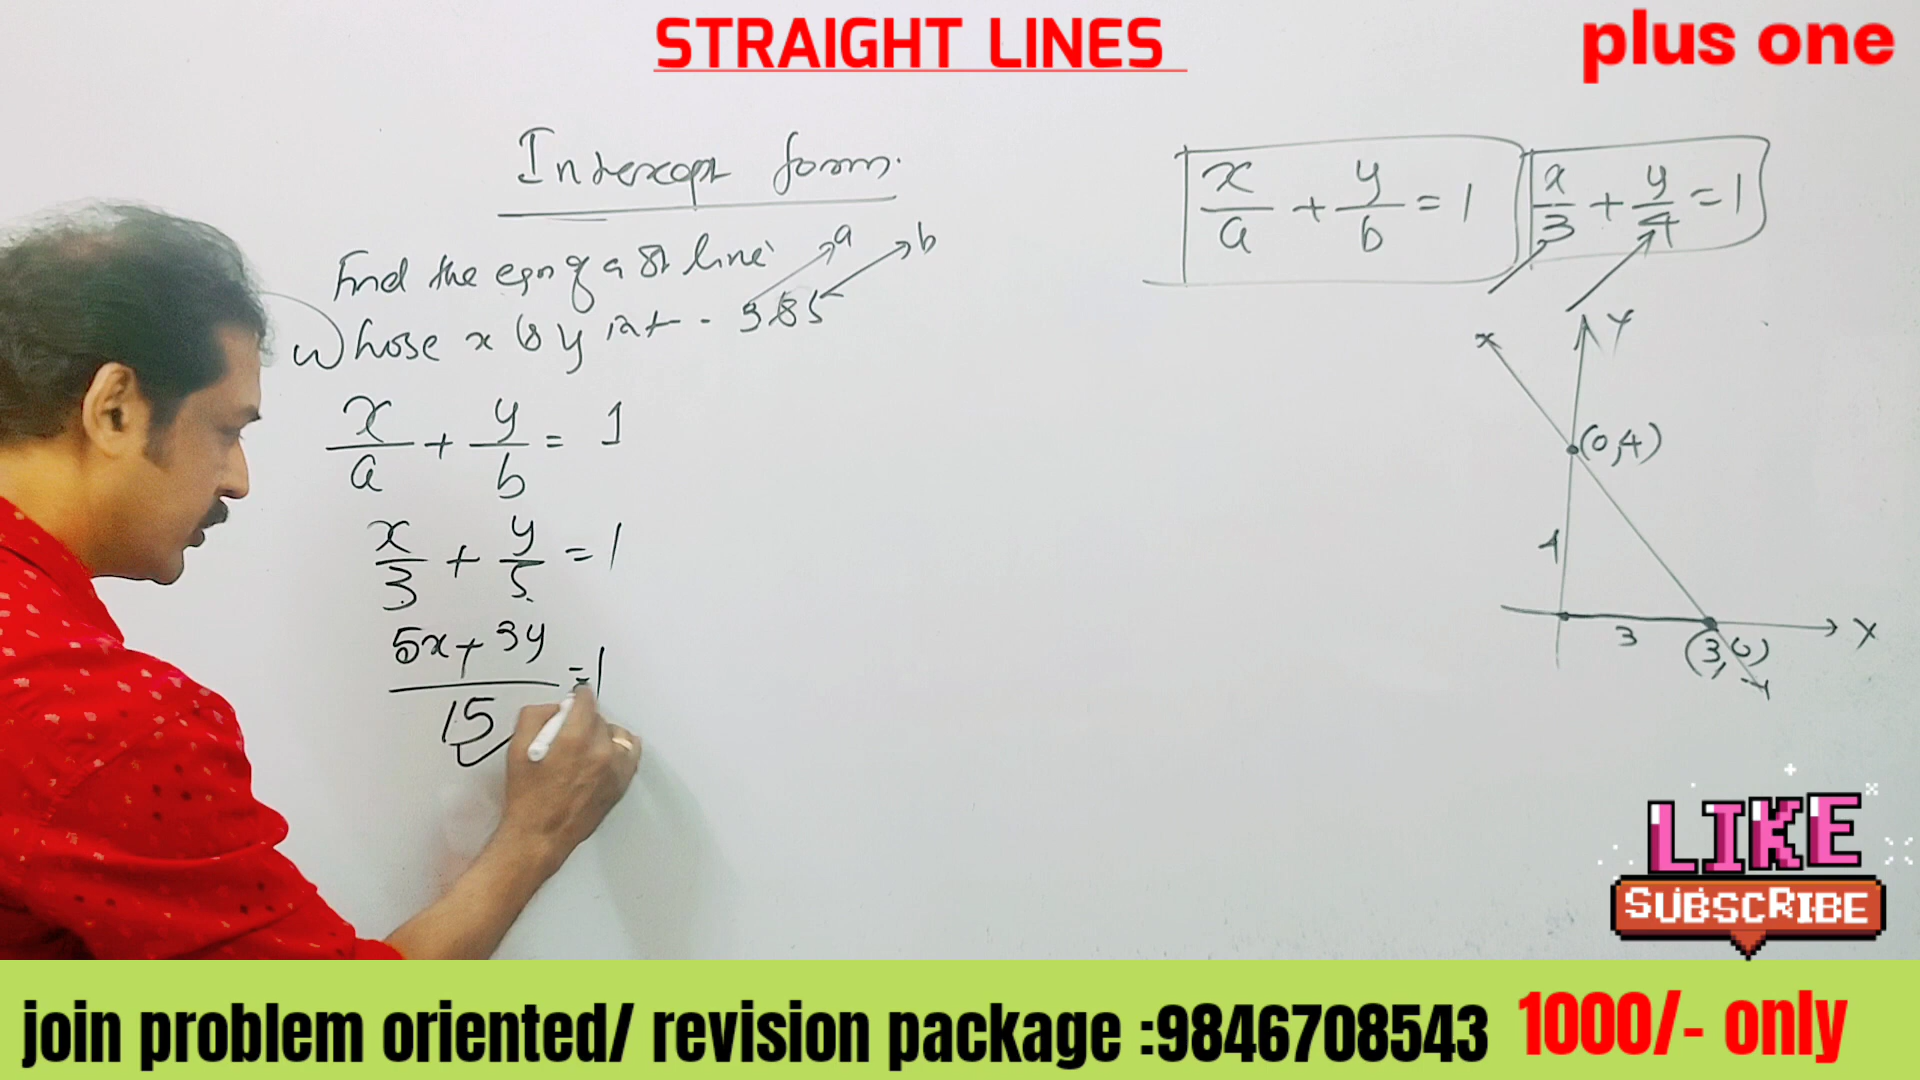 STRAIGHT LINES
plus one
Intercept form.
Find the eqn of a St line
a
b
whose x & y int - 3 & 5
x/a + y/b = 1
x/3 + y/5 = 1
5x + 3y / 15 = 1
x/a + y/b = 1
x/3 + y/4 = 1
Y
(0,4)
4
3
X
(3,0)
LIKE
SUBSCRIBE
join problem oriented/ revision package :9846708543 1000/- only